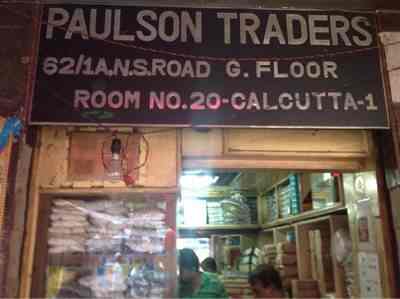 PAULSON TRADERS
62/1A.N.S.ROAD G. FLOOR
ROOM NO.20-CALCUTTA-1